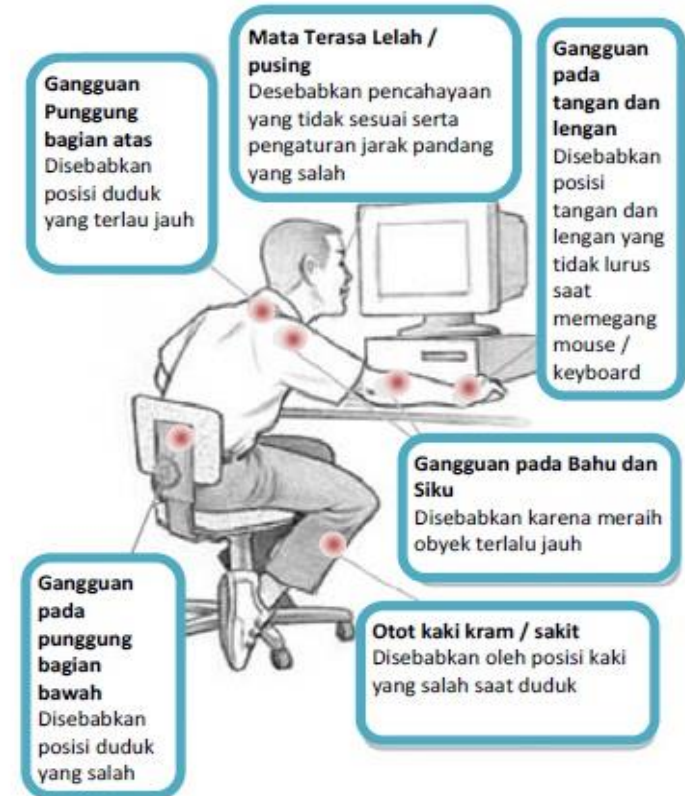 Gangguan
Punggung
bagian atas
Disebabkan
posisi duduk
yang terlau jauh
Mata Terasa Lelah /
pusing
Desebabkan pencahayaan
yang tidak sesuai serta
pengaturan jarak pandang
yang salah
Gangguan
pada
tangan dan
lengan
Disebabkan
posisi
tangan dan
lengan yang
tidak lurus
saat
memegang
mouse /
keyboard
Gangguan pada Bahu dan
Siku
Disebabkan karena meraih
obyek terlalu jauh
Gangguan
pada
punggung
bagian
bawah
Disebabkan
posisi duduk
yang salah
Otot kaki kram / sakit
Disebabkan oleh posisi kaki
yang salah saat duduk